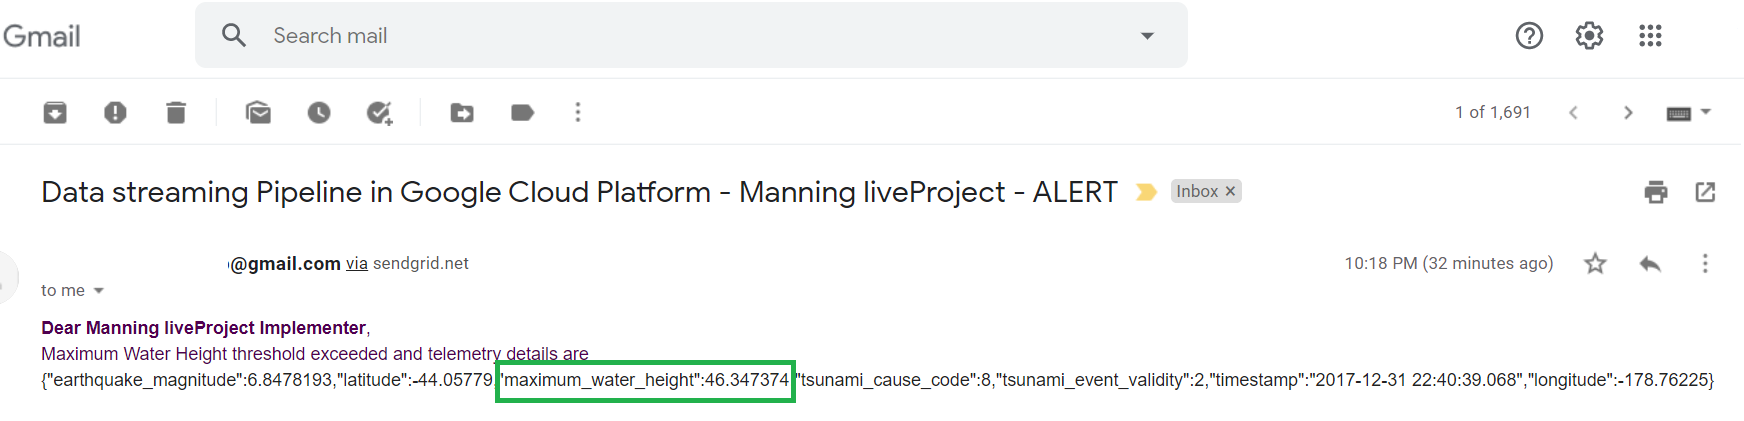 Gmail
Search mail
1 of 1,691
Data streaming Pipeline in Google Cloud Platform - Manning liveProject - ALERT
Inbox ×
@gmail.com via sendgrid.net
10:18 PM (32 minutes ago)
to me
Dear Manning liveProject Implementer,
Maximum Water Height threshold exceeded and telemetry details are
{"earthquake_magnitude":6.8478193,"latitude":-44.05779,"maximum_water_height":46.347374,"tsunami_cause_code":8,"tsunami_event_validity":2,"timestamp":"2017-12-31 22:40:39.068","longitude":-178.76225}